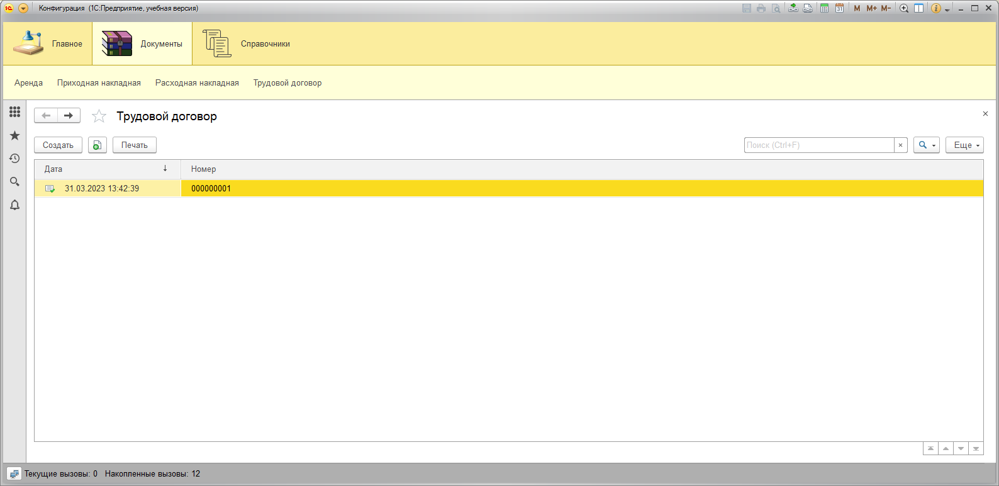 Конфигурация (1С:Предприятие, учебная версия)
31 M M+ M-
Главное Документы Справочники
Аренда Приходная накладная Расходная накладная Трудовой договор
Трудовой договор
Создать Печать Поиск (Ctrl+F) Еще
Дата Номер
31.03.2023 13:42:39 000000001
Текущие вызовы: 0 Накопленные вызовы: 12